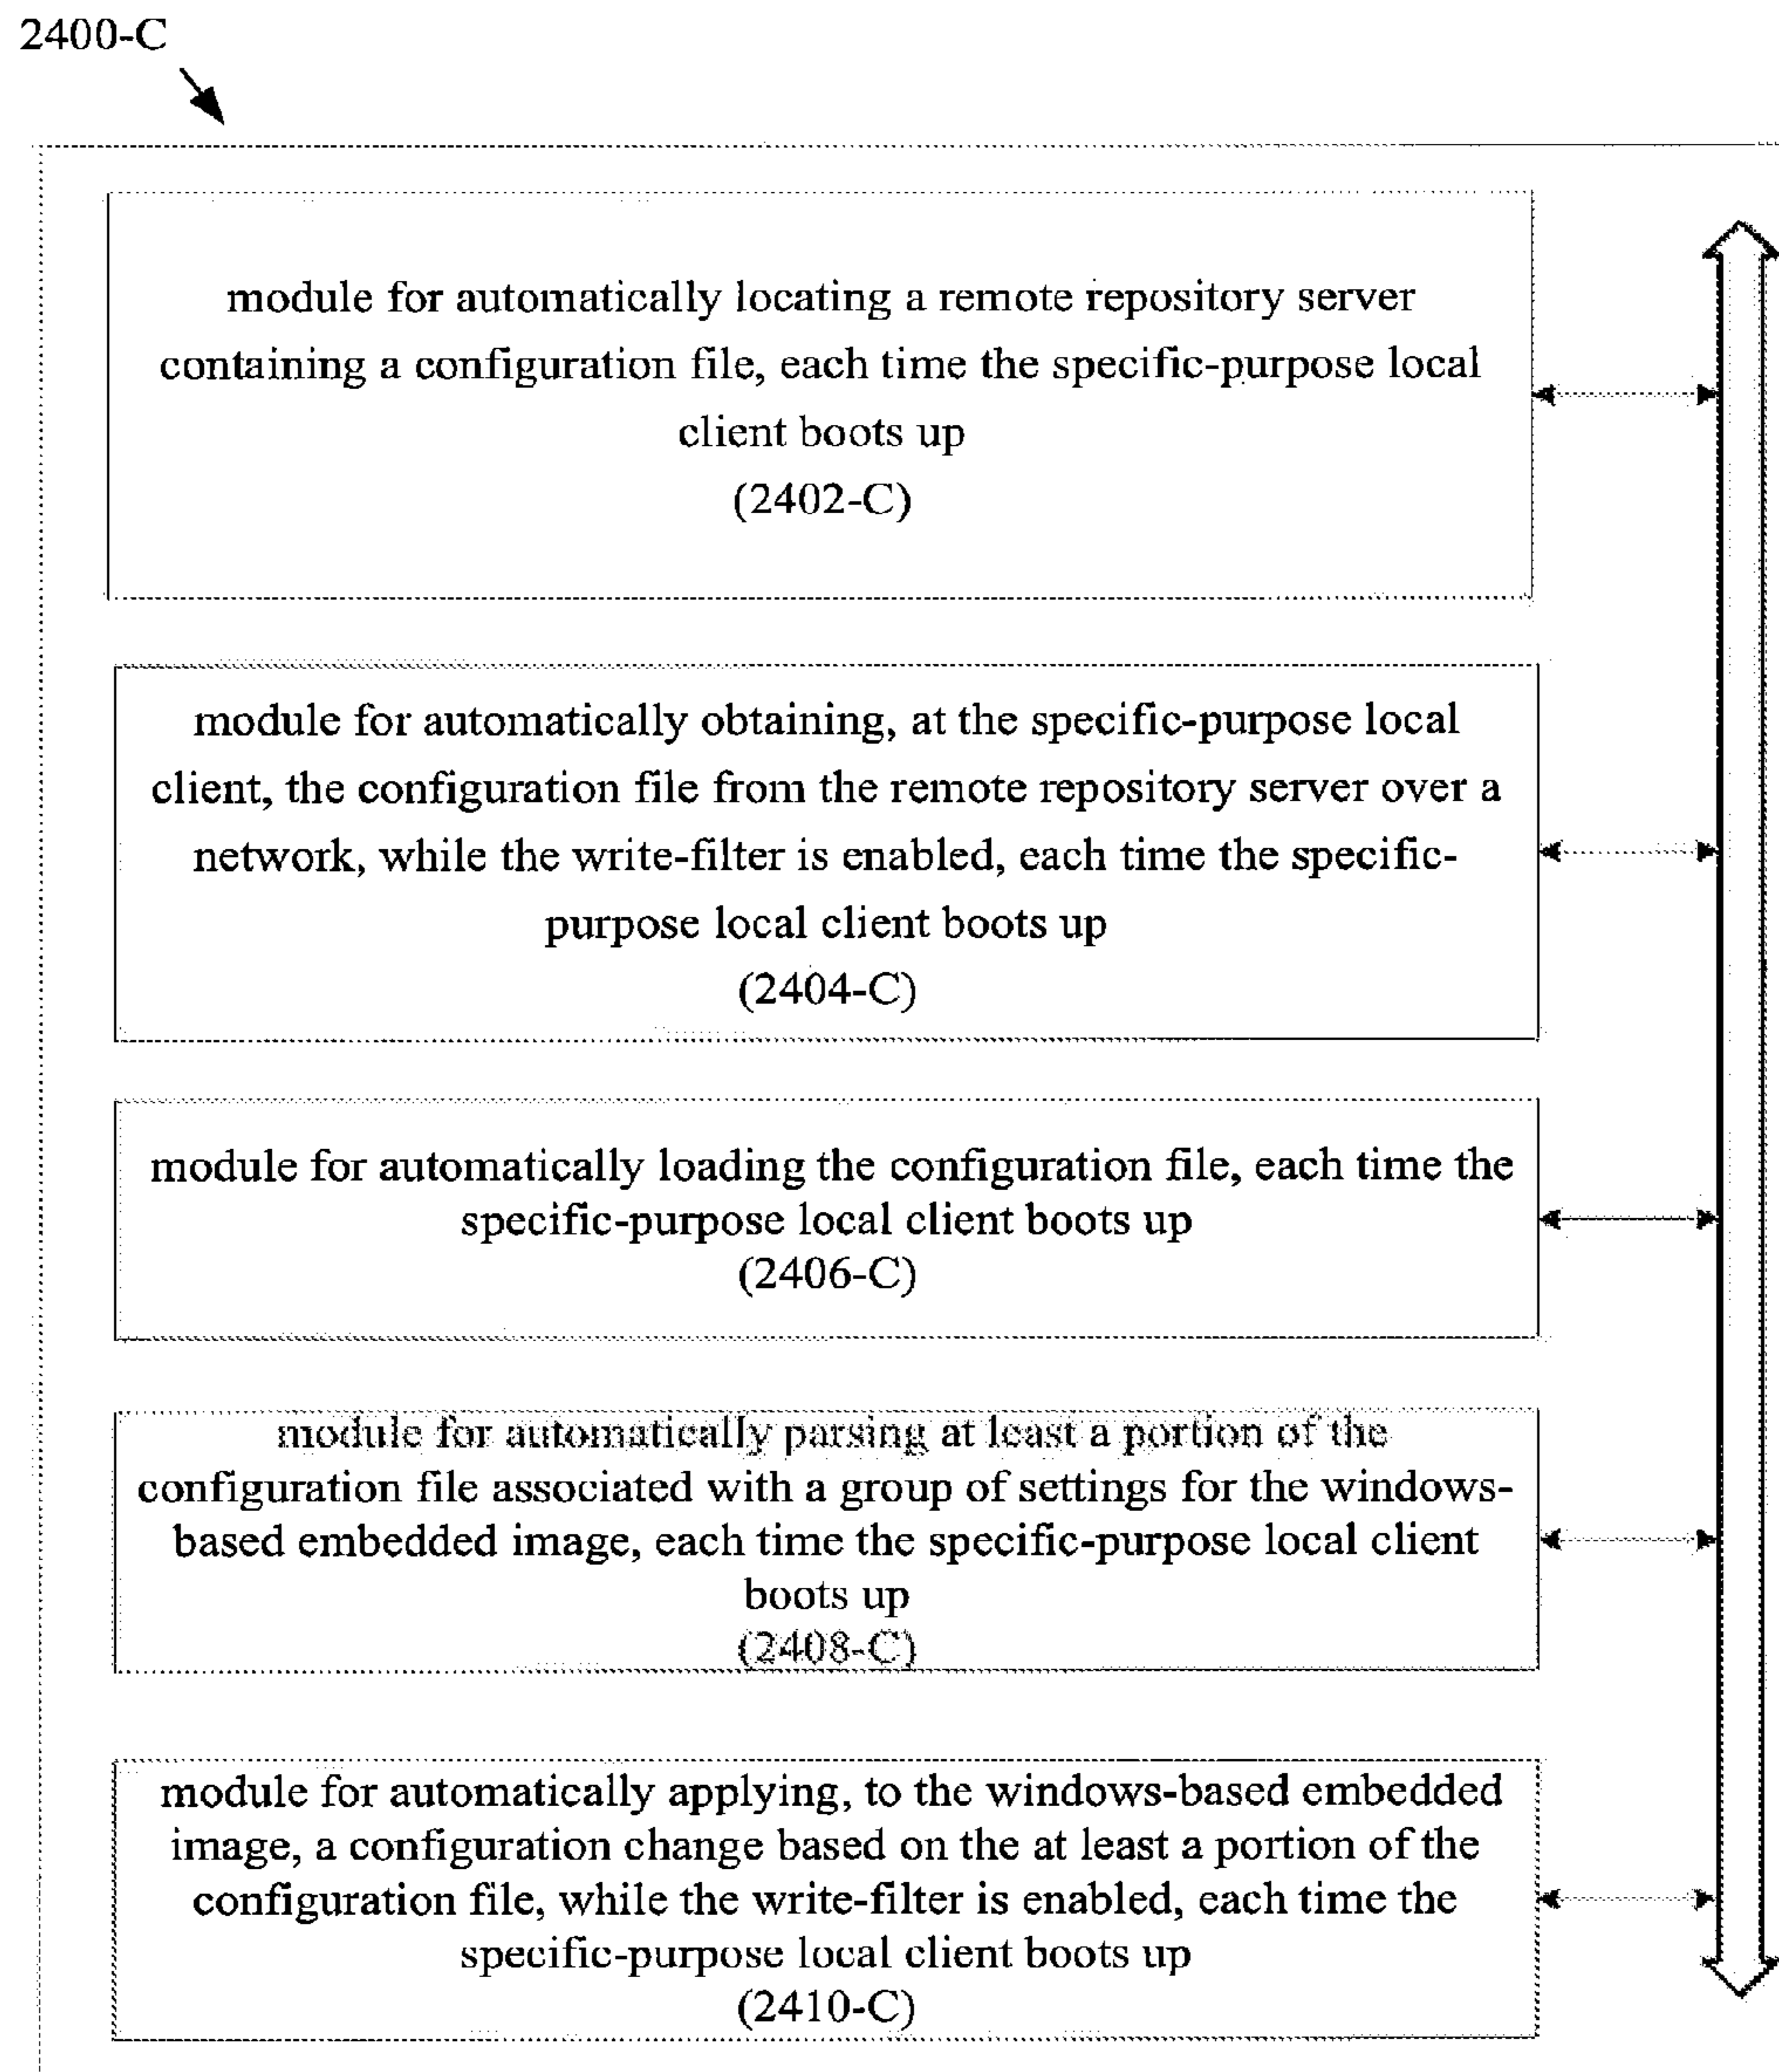 2400-C
module for automatically locating a remote repository server
containing a configuration file, each time the specific-purpose local
client boots up
(2402-C)
module for automatically obtaining, at the specific-purpose local
client, the configuration file from the remote repository server over a
network, while the write-filter is enabled, each time the specific-
purpose local client boots up
(2404-C)
module for automatically loading the configuration file, each time the
specific-purpose local client boots up
(2406-C)
module for automatically parsing at least a portion of the
configuration file associated with a group of settings for the windows-
based embedded image, each time the specific-purpose local client
boots up
(2408-C)
module for automatically applying, to the windows-based embedded
image, a configuration change based on the at least a portion of the
configuration file, while the write-filter is enabled, each time the
specific-purpose local client boots up
(2410-C)